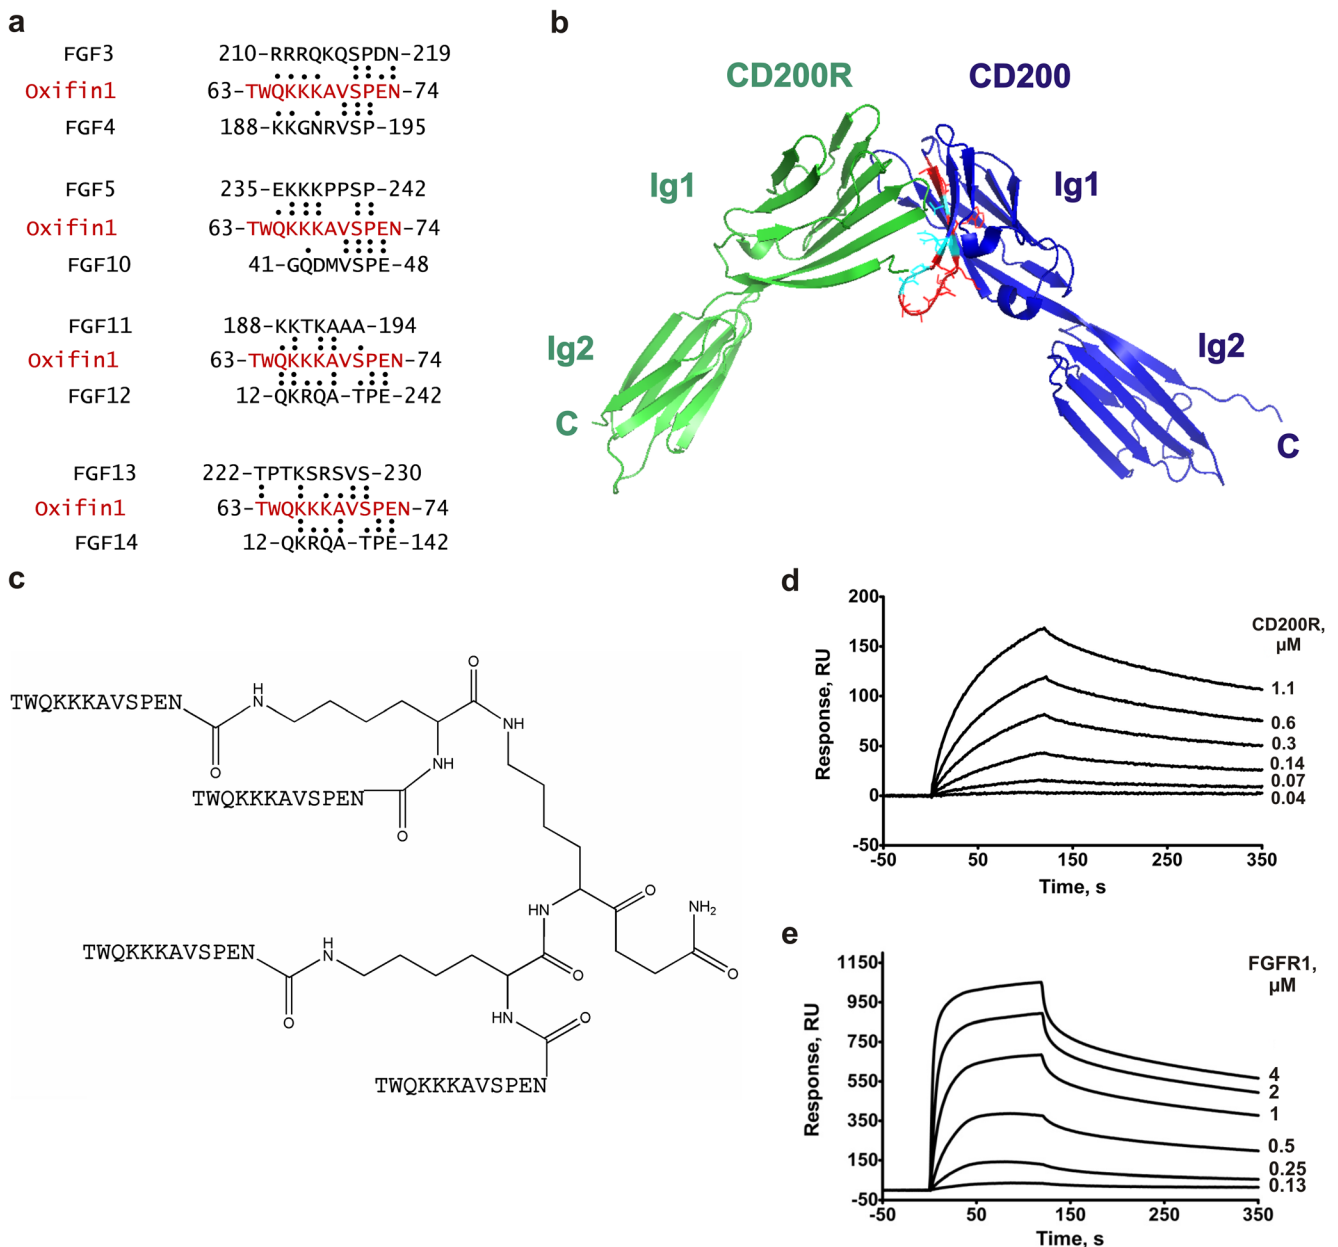 a
FGF3 210-RRRQKQSPDN-219
Oxifin1 63-TWQKKKAVSPEN-74
FGF4 188-KKGNRVSP-195
FGF5 235-EKKKPPSP-242
Oxifin1 63-TWQKKKAVSPEN-74
FGF10 41-GQDMVSPE-48
FGF11 188-KKTKAAA-194
Oxifin1 63-TWQKKKAVSPEN-74
FGF12 12-QKRQA-TPE-242
FGF13 222-TPTKSRSVS-230
Oxifin1 63-TWQKKKAVSPEN-74
FGF14 12-QKRQA-TPE-142
b
CD200R CD200
Ig1 Ig1
Ig2 Ig2
C C
c
O
TWQKKKAVSPEN H
N
NH
O
NH
TWQKKKAVSPEN
O
HN O
NH2
TWQKKKAVSPEN H
N
O O
HN O
O
TWQKKKAVSPEN
d
CD200R,
µM
Response, RU
200
150
100
50
0
-50
1.1
0.6
0.3
0.14
0.07
0.04
-50 50 150 250 350
Time, s
e
FGFR1,
µM
Response, RU
1150
950
750
550
350
150
-50
4
2
1
0.5
0.25
0.13
-50 50 150 250 350
Time, s